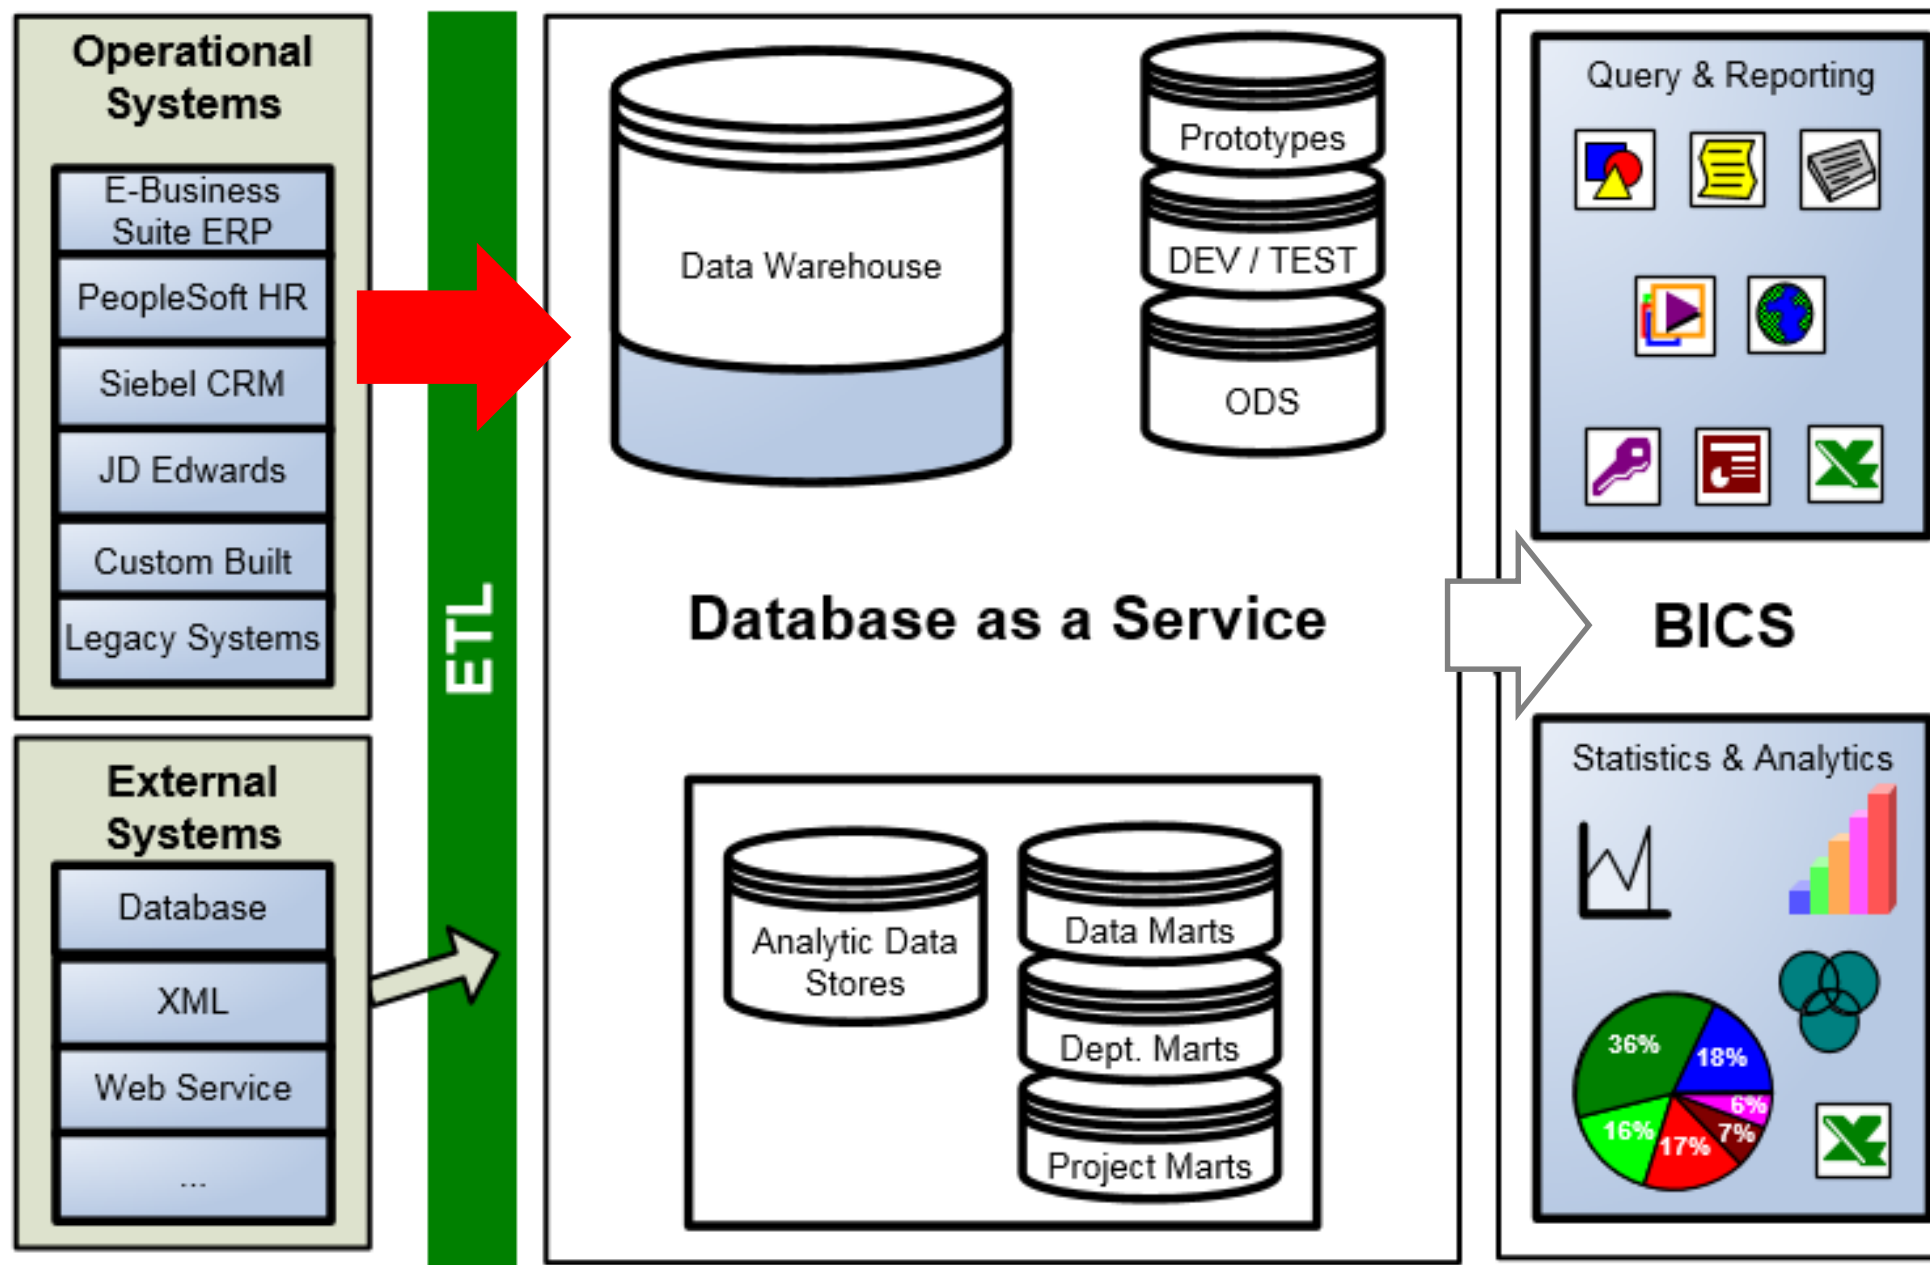 Operational
Systems
E-Business
Suite ERP
PeopleSoft HR
Siebel CRM
JD Edwards
Custom Built
Legacy Systems
External
Systems
Database
XML
Web Service
...
ETL
Data Warehouse
Prototypes
DEV / TEST
ODS
Database as a Service
Analytic Data
Stores
Data Marts
Dept. Marts
Project Marts
Query & Reporting
BICS
Statistics & Analytics
36%
18%
6%
7%
17%
16%